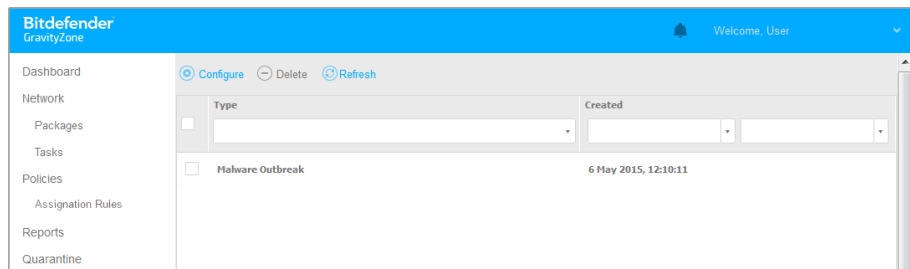 Bitdefender
GravityZone
Welcome, User
Dashboard
Network
Packages
Tasks
Policies
Assignation Rules
Reports
Quarantine
Configure
Delete
Refresh
Type
Created
Malware Outbreak
6 May 2015, 12:10:11